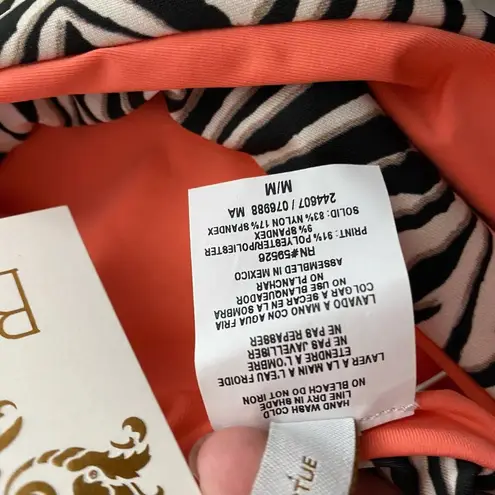 M/M
244607 / 076988 MA
SOLID: 83% NYLON 17% SPANDEX
9% SPANDEX
PRINT: 91% POLYESTER/POLIESTER
RN#59526
ASSEMBLED IN MEXICO
NO PLANCHAR
NO USAR BLANQUEADOR
COLGAR A SECAR EN LA SOMBRA
LAVADO A MANO CON AGUA FRIA
NE PAS REPASSER
NE PAS JAVELLISER
ETENDRE A L'OMBRE
LAVER A LA MAIN A L'EAU FROIDE
NO BLEACH DO NOT IRON
LINE DRY IN SHADE
HAND WASH COLD
B